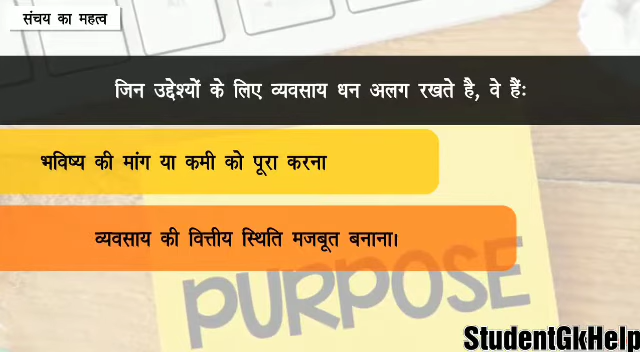 संचय का महत्व
जिन उद्देश्यों के लिए व्यवसाय धन अलग रखते है, वे हैंः
भविष्य की मांग या कमी को पूरा करना
व्यवसाय की वित्तीय स्थिति मजबूत बनाना।
PURPOSE
StudentGkHelp